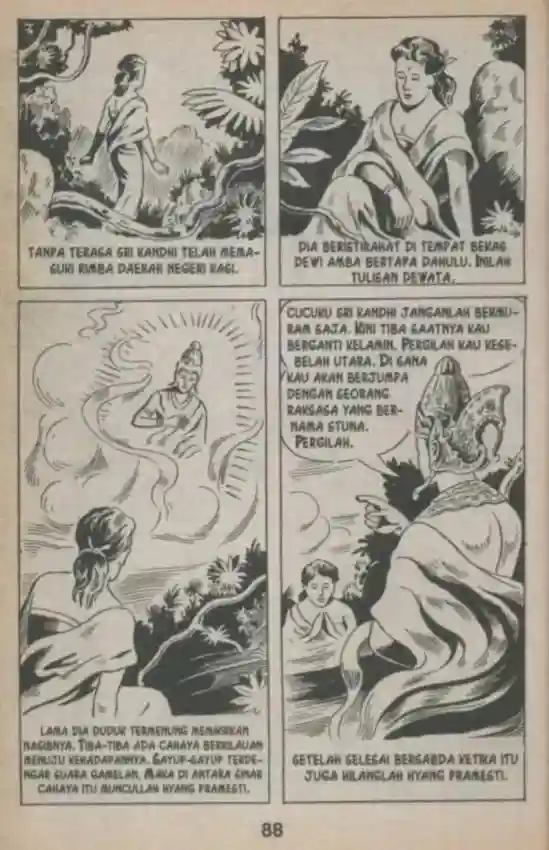 TANPA TERASA SRI KANDHI TELAH MEMA-
SUKI RIMBA DAERAH NEGERI KASI.
DIA BERISTIRAHAT DI TEMPAT BEKAS
DEWI AMBA BERTAPA DAHULU. INILAH
TULISAN DEWATA.
LAMA DIA DUDUK TERMENUNG MEMIKIRKAN
NASIBNYA. TIBA-TIBA ADA CAHAYA BERKILAUAN
MENUJU KEHADAPANNYA. SAYUP-SAYUP TERDE-
NGAR SUARA GAMELAN. MAKA DI ANTARA SINAR
CAHAYA ITU MUNCULLAH HYANG PRAMESTI.
CUCUKU SRI KANDHI JANGANLAH BERMU-
RAM SAJA. KINI TIBA SAATNYA KAU
BERGANTI KELAMIN. PERGILAH KAU KESE-
BELAH UTARA. DI SANA
KAU AKAN BERJUMPA
DENGAN SEORANG
RAKSASA YANG BER-
NAMA STUNA.
PERGILAH.
SETELAH SELESAI BERSABDA KETIKA ITU
JUGA HILANGLAH HYANG PRAMESTI.
88